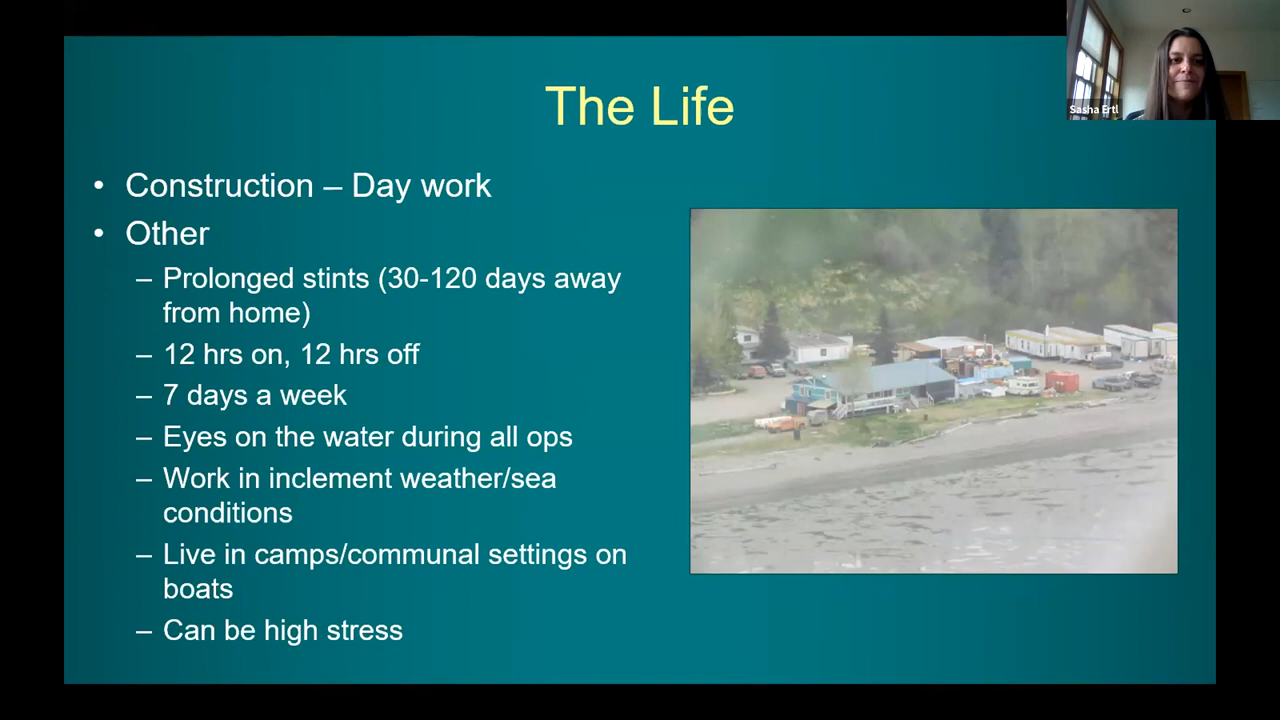 Sasha Ertl
The Life
• Construction – Day work
• Other
– Prolonged stints (30-120 days away
from home)
– 12 hrs on, 12 hrs off
– 7 days a week
– Eyes on the water during all ops
– Work in inclement weather/sea
conditions
– Live in camps/communal settings on
boats
– Can be high stress